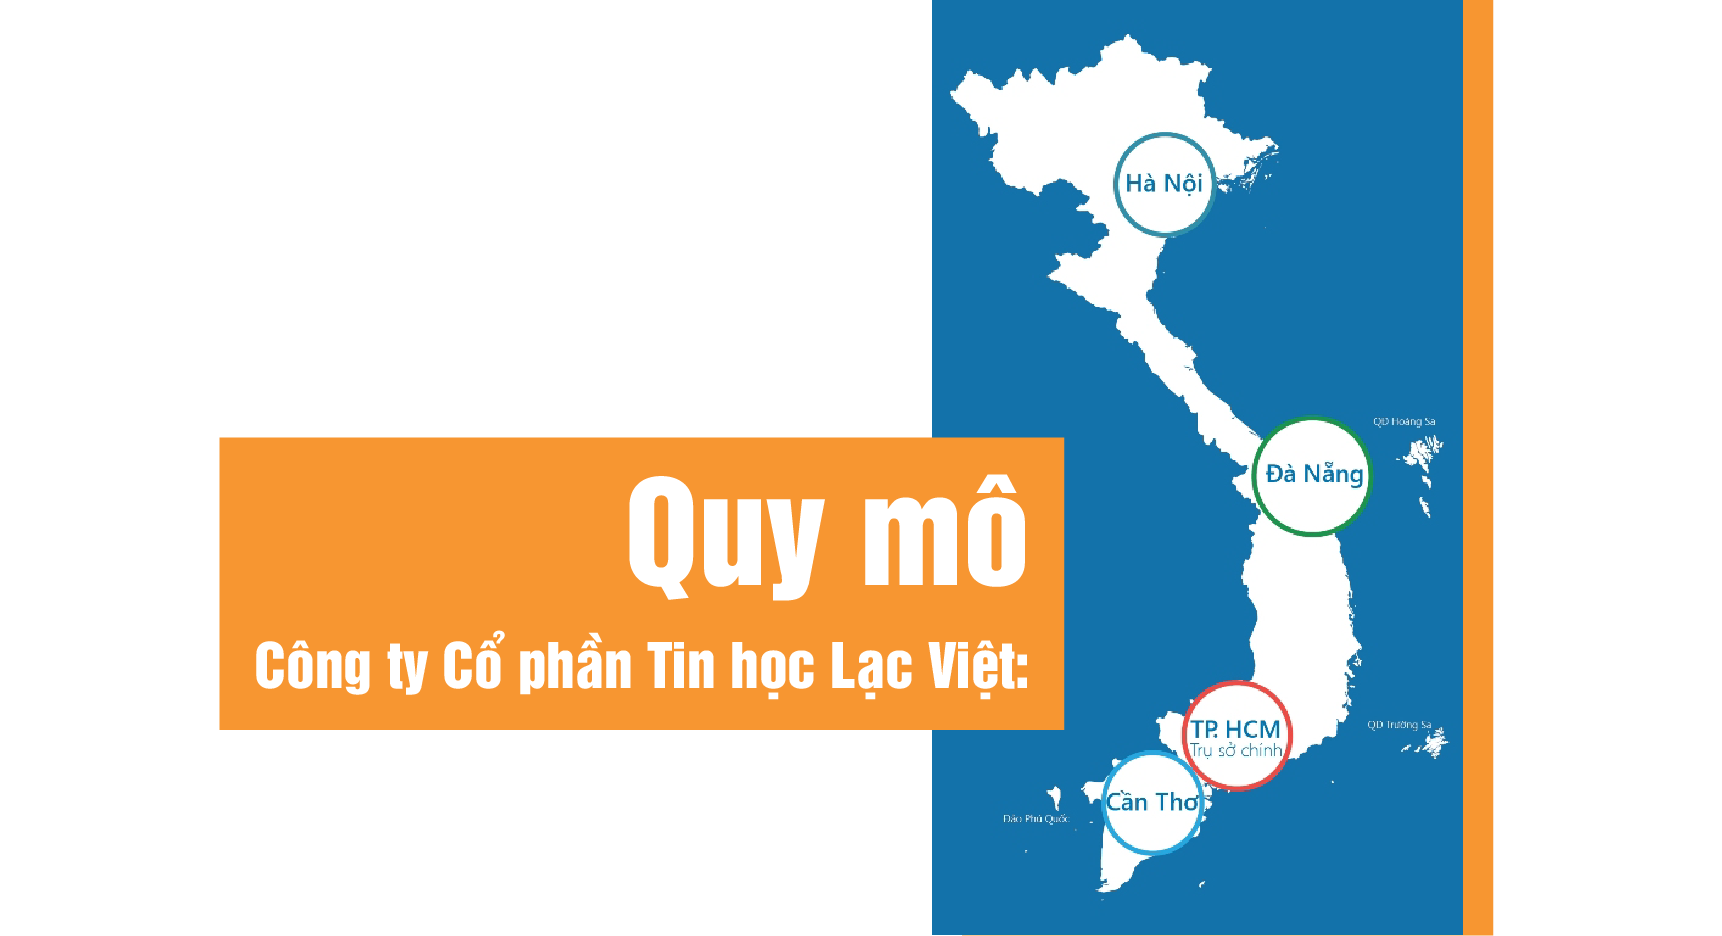 Quy mô
Công ty Cổ phần Tin học Lạc Việt:
Hà Nội
QĐ Hoàng Sa
Đà Nẵng
TP. HCM
Trụ sở chính
QĐ Trường Sa
Cần Thơ
Đảo Phú Quốc